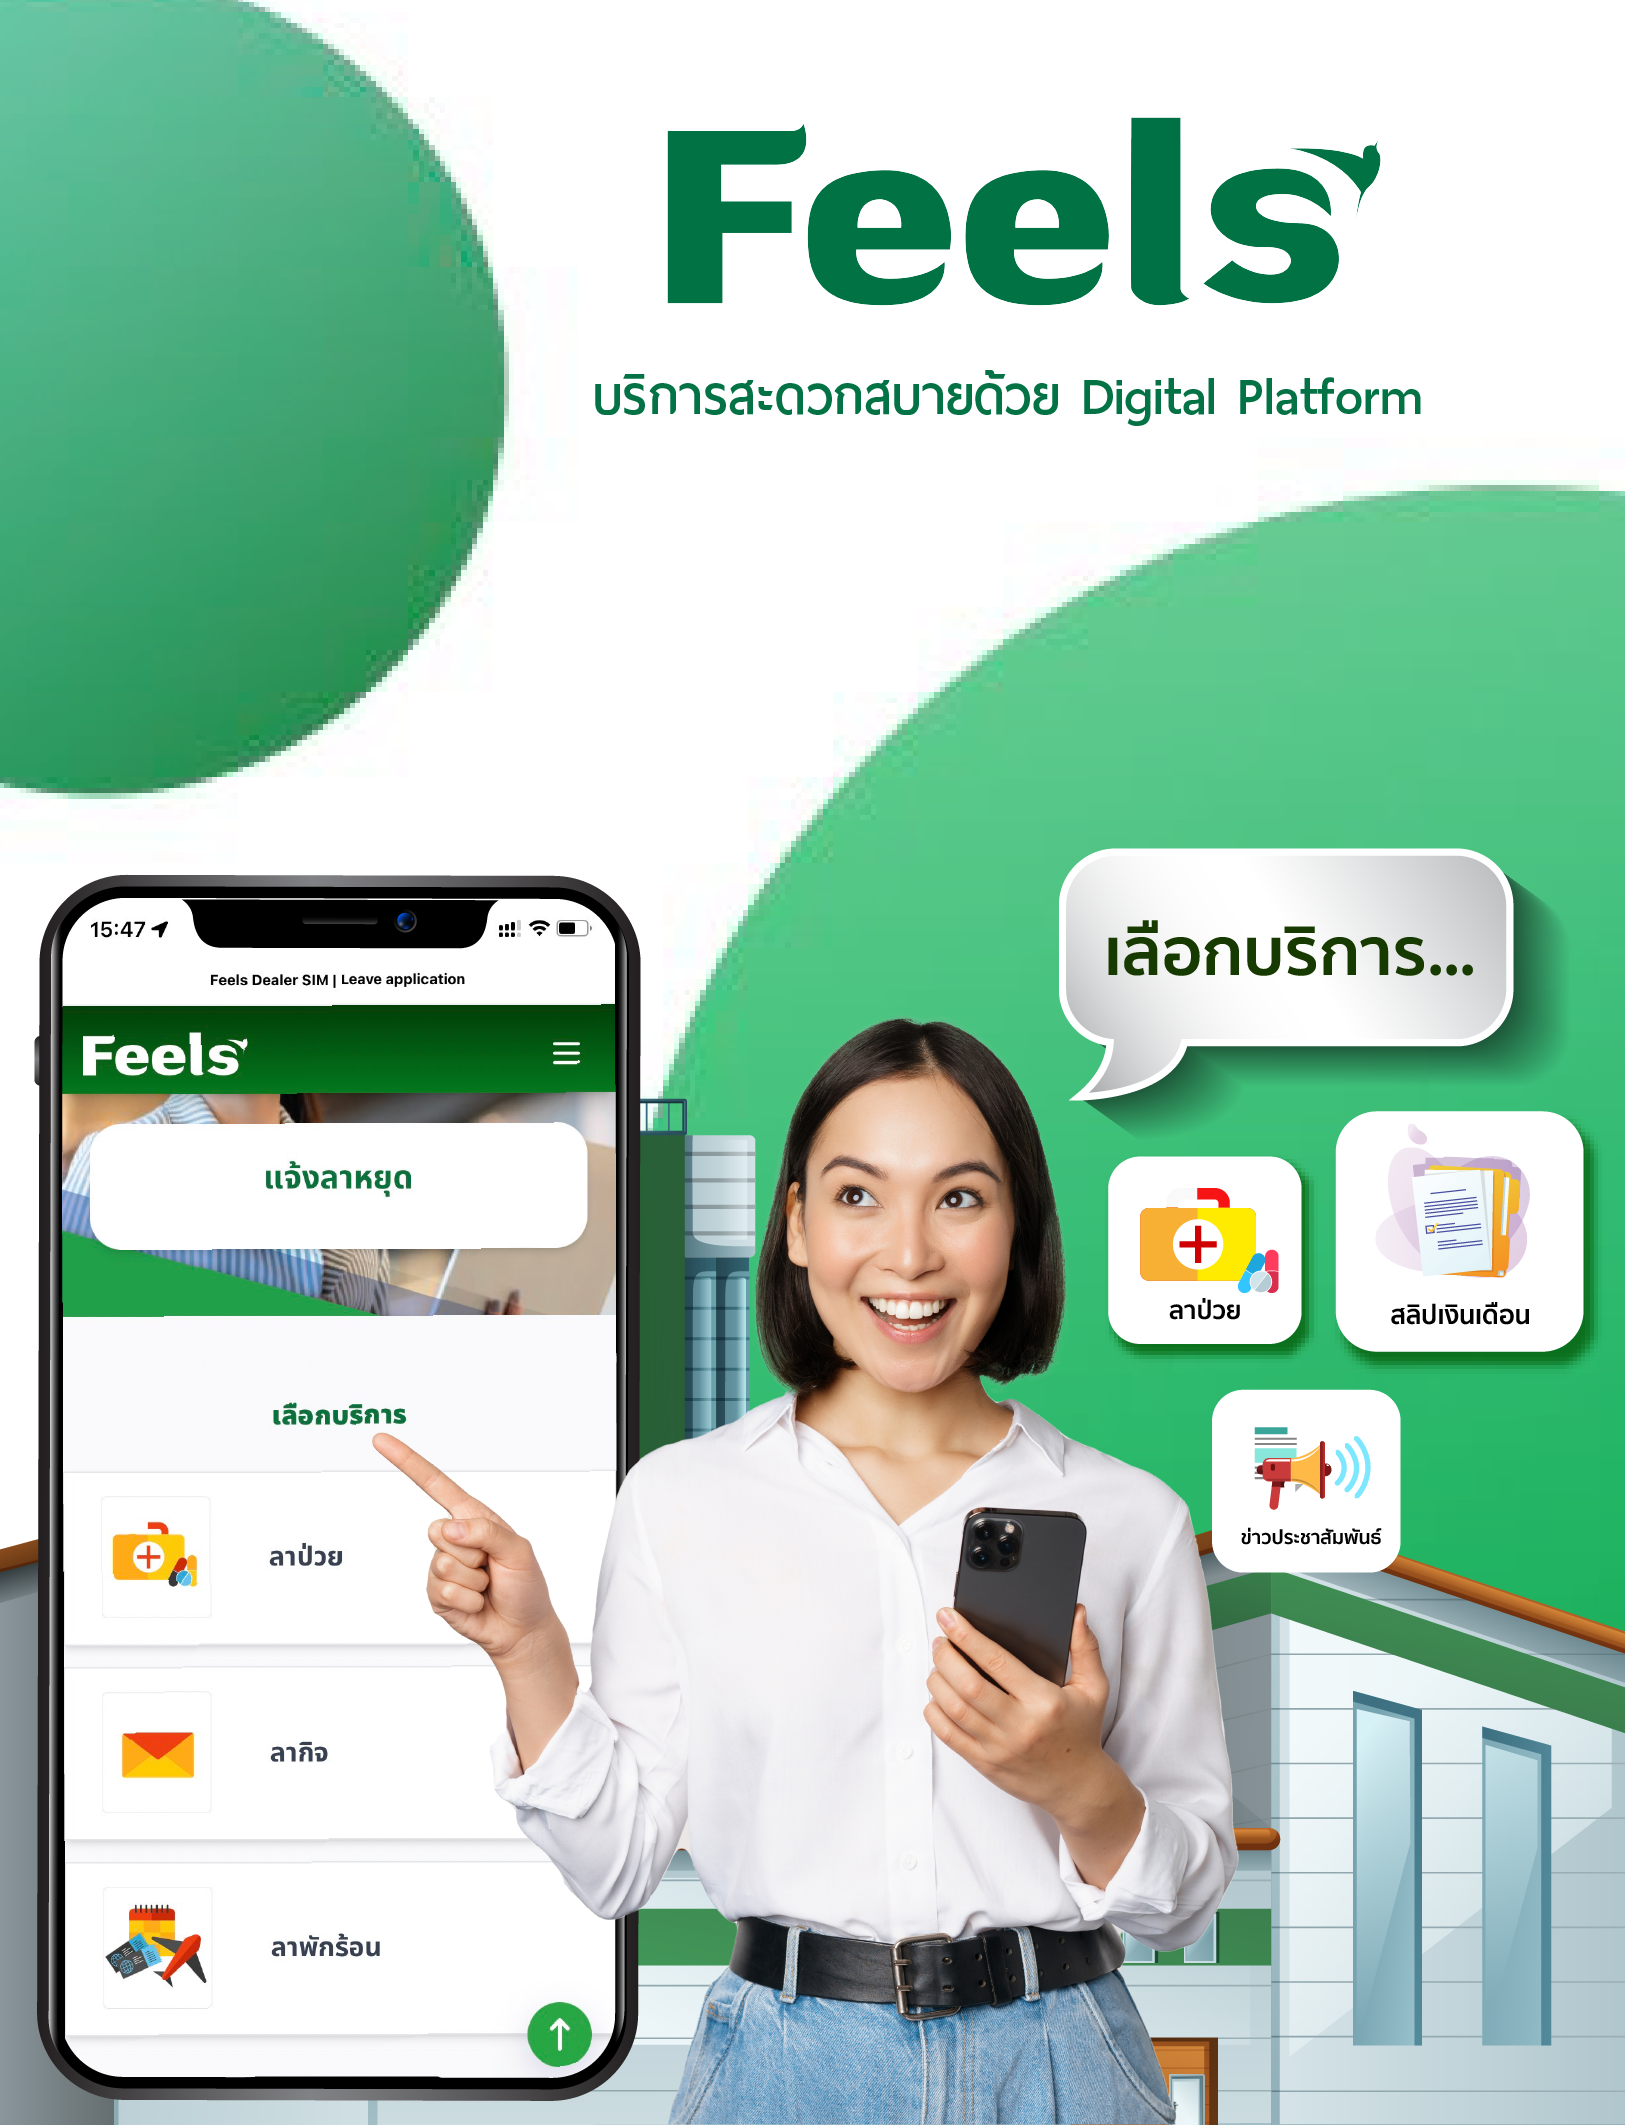 Feels
บริการสะดวกสบายด้วย Digital Platform
15:47
Feels Dealer SIM | Leave application
Feels
แจ้งลาหยุด
เลือกบริการ
ลาป่วย
ลากิจ
ลาพักร้อน
เลือกบริการ...
ลาป่วย
สลิปเงินเดือน
ข่าวประชาสัมพันธ์